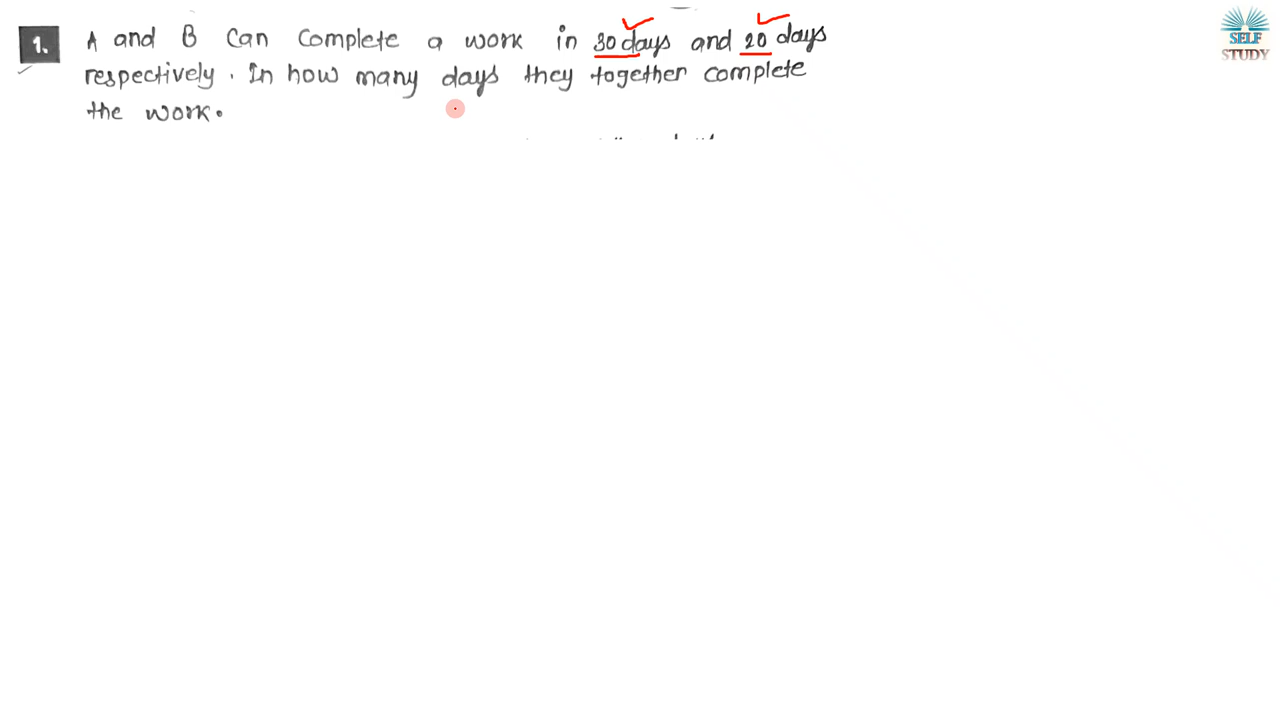 1. A and B Can Complete a work in 30 days and 20 days
respectively. In how many days they together complete
the work.
SELF
STUDY